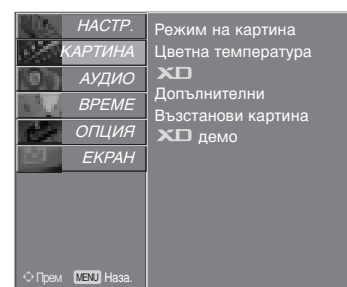 НАСТР.
КАРТИНА
АУДИО
ВРЕМЕ
ОПЦИЯ
ЕКРАН
Режим на картина
Цветна температура
XD
Допълнителни
Възстанови картина
XD демо
Прем MENU Наза.